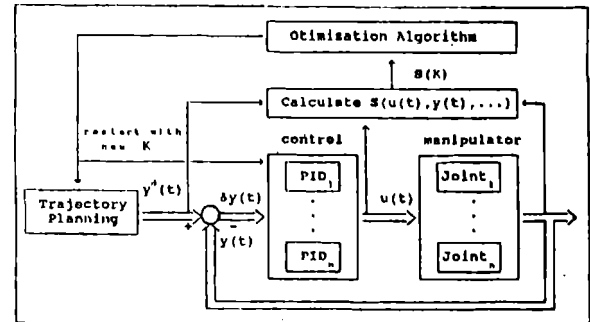 Otimisation Algorithm
S(K)
Calculate S(u(t),y(t),...)
restart with
new K
control
manipulator
Trajectory
Planning
y^d(t)
+
δy(t)
-
y(t)
PID_1
PID_n
u(t)
Joint_1
Joint_n